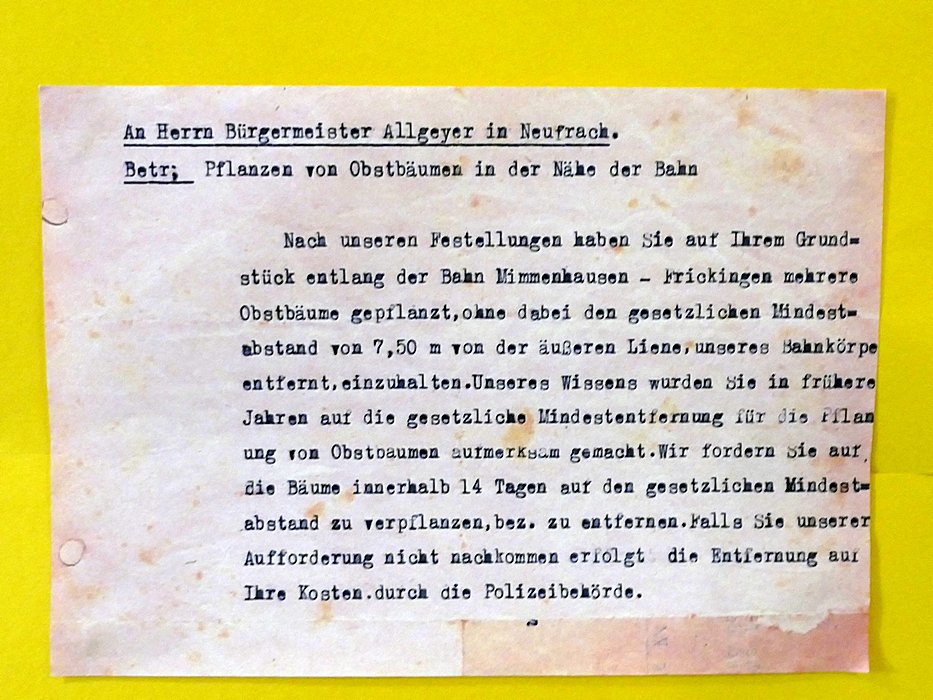 An Herrn Bürgermeister Allgeyer in Neufrach.
Betr; Pflanzen von Obstbäumen in der Nähe der Bahn
Nach unseren Festellungen haben Sie auf Ihrem Grund=
stück entlang der Bahn Mimmenhausen - Frickingen mehrere
Obstbäume gepflanzt,ohne dabei den gesetzlichen Mindest=
abstand von 7,50 m von der äußeren Liene,unseres Bahnkörpe
entfernt,einzuhalten.Unseres Wissens wurden Sie in frühere
Jahren auf die gesetzliche Mindestentfernung für die Pflan
ung von Obstbaumen aufmerksam gemacht.Wir fordern Sie auf,
die Bäume innerhalb 14 Tagen auf den gesetzlichen Mindest=
abstand zu verpflanzen,bez. zu entfernen.Falls Sie unserer
Aufforderung nicht nachkommen erfolgt die Entfernung auf
Ihre Kosten.durch die Polizeibehörde.